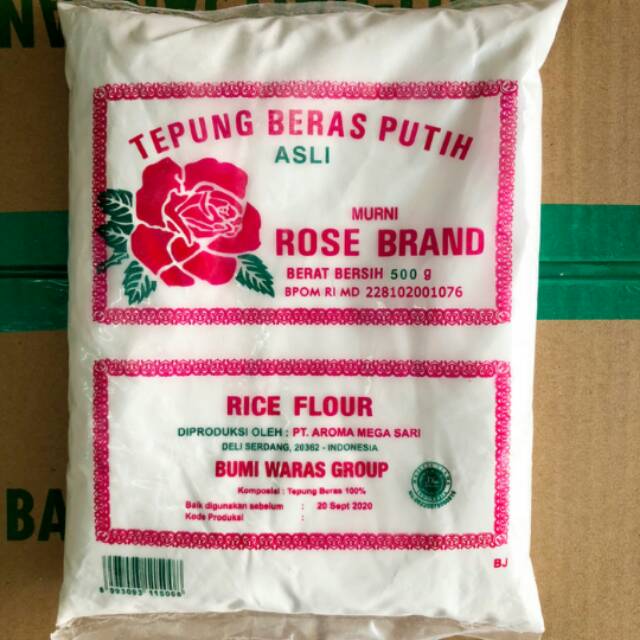 TEPUNG BERAS PUTIH
ASLI
MURNI
ROSE BRAND
BERAT BERSIH 500 g
BPOM RI MD 228102001076
RICE FLOUR
DIPRODUKSI OLEH : PT. AROMA MEGA SARI
DELI SERDANG, 20362 - INDONESIA
BUMI WARAS GROUP
Komposisi : Tepung Beras 100%
Baik digunakan sebelum : 20 Sept 2020
Kode Produksi :
BJ
BA